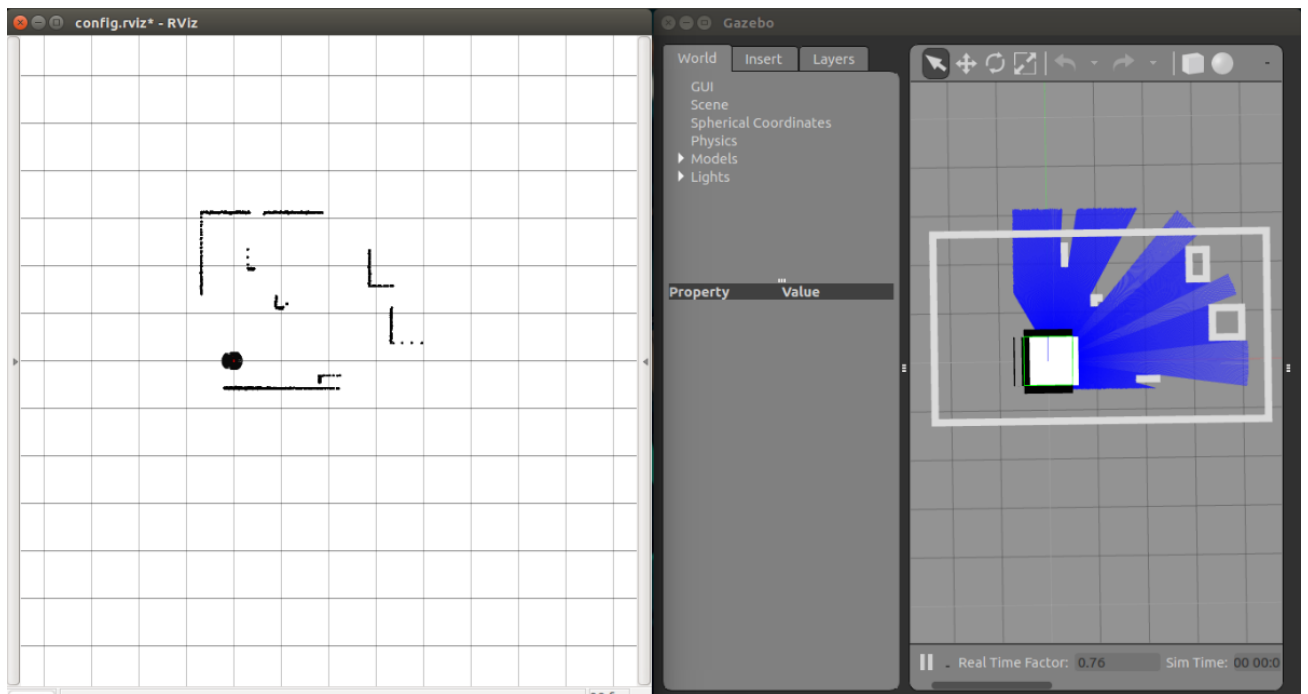 config.rviz* - RViz
Gazebo
World Insert Layers
GUI
Scene
Spherical Coordinates
Physics
Models
Lights
Property Value
Real Time Factor: 0.76 Sim Time: 00 00:0